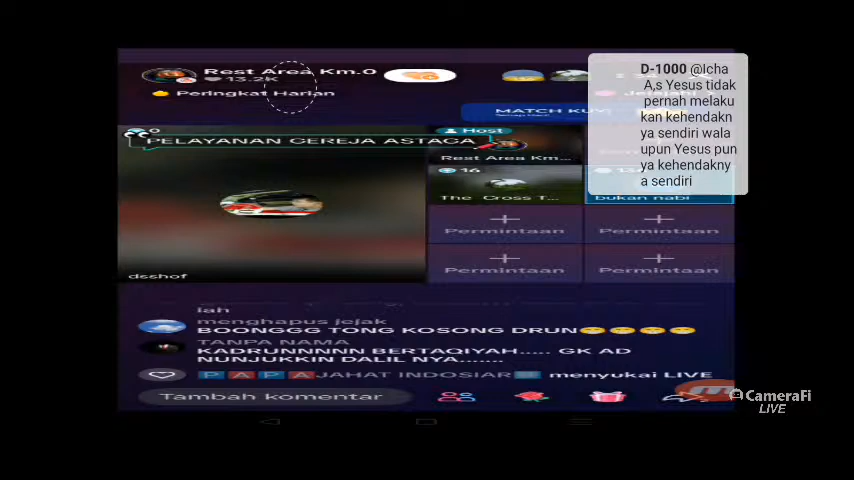 Rest Area Km.0
13.2K
Peringkat Harian
MATCH KUY!
0
PELAYANAN GEREJA ASTAGA
Host
Rest Area Km...
16
The Cross T...
bukan nabi
Permintaan
Permintaan
Permintaan
Permintaan
dsshof
D-1000 @Icha
A,s Yesus tidak
pernah melaku
kan kehendakn
ya sendiri wala
upun Yesus pun
ya kehendakny
a sendiri
iah
menghapus jejak
BOONGGG TONG KOSONG DRUN😁😁😁😁
TANPA NAMA
KADRUNNNNN BERTAQIYAH..... GK AD
NUNJUKKIN DALIL NYA.......
🅿🅰🅿🅰JAHAT INDOSIAR menyukai LIVE
Tambah komentar
CameraFi
LIVE